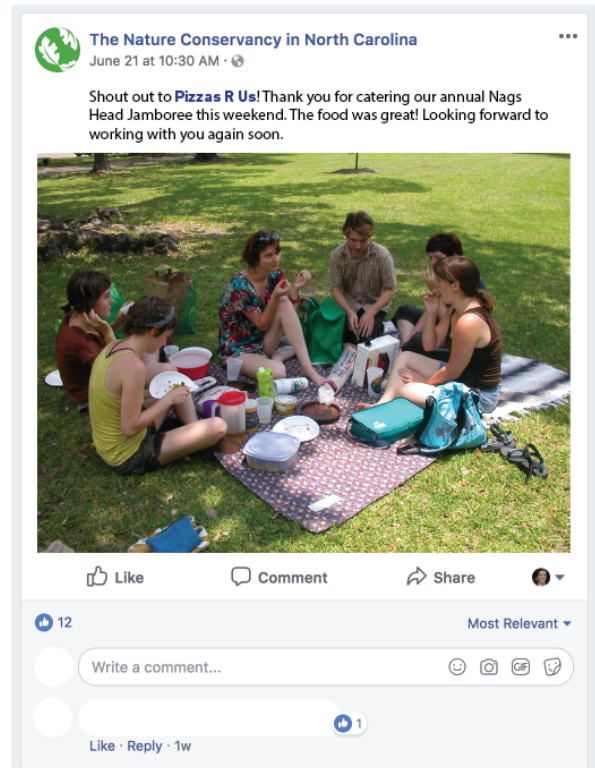 The Nature Conservancy in North Carolina
June 21 at 10:30 AM ·
Shout out to Pizzas R Us! Thank you for catering our annual Nags
Head Jamboree this weekend. The food was great! Looking forward to
working with you again soon.
Like Comment Share
12 Most Relevant
Write a comment... GIF
1
Like · Reply · 1w